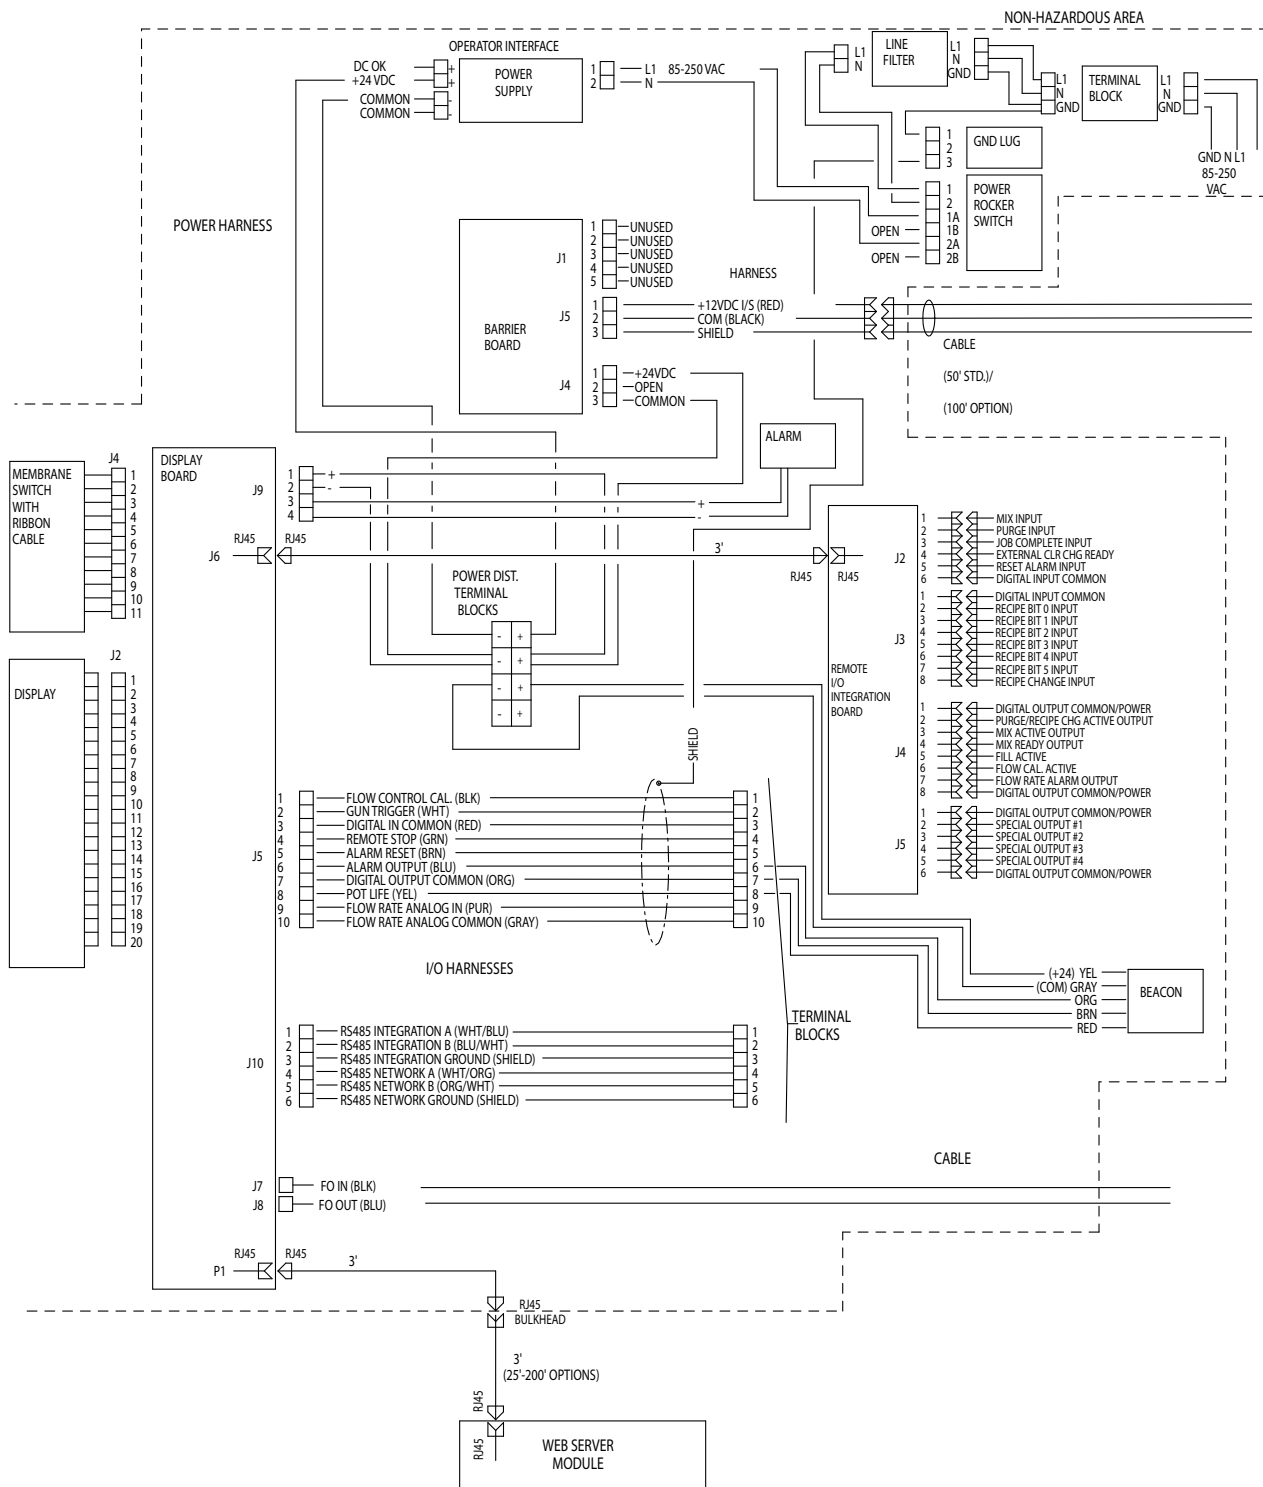 NON-HAZARDOUS AREA
OPERATOR INTERFACE
DC OK
+24 VDC
COMMON
COMMON
+
+
-
-
POWER
SUPPLY
1
2
L1 85-250 VAC
N
L1
N
LINE
FILTER
L1
N
GND
L1
N
GND
TERMINAL
BLOCK
L1
N
GND
GND N L1
85-250
VAC
1
2
3
GND LUG
POWER
ROCKER
SWITCH
1
2
1A
1B
2A
2B
OPEN
OPEN
POWER HARNESS
BARRIER
BOARD
J1
1 UNUSED
2 UNUSED
3 UNUSED
4 UNUSED
5 UNUSED
HARNESS
J5
1 +12VDC I/S (RED)
2 COM (BLACK)
3 SHIELD
J4
1 +24VDC
2 OPEN
3 COMMON
CABLE
(50' STD.)/
(100' OPTION)
ALARM
MEMBRANE
SWITCH
WITH
RIBBON
CABLE
J4
1
2
3
4
5
6
7
8
9
10
11
DISPLAY
J2
1
2
3
4
5
6
7
8
9
10
11
12
13
14
15
16
17
18
19
20
DISPLAY
BOARD
J9
1 +
2 -
3 +
4 -
J6
RJ45
RJ45
3'
RJ45
RJ45
POWER DIST.
TERMINAL
BLOCKS
- +
- +
- +
- +
SHIELD
REMOTE
I/O
INTEGRATION
BOARD
J2
1 MIX INPUT
2 PURGE INPUT
3 JOB COMPLETE INPUT
4 EXTERNAL CLR CHG READY
5 RESET ALARM INPUT
6 DIGITAL INPUT COMMON
J3
1 DIGITAL INPUT COMMON
2 RECIPE BIT 0 INPUT
3 RECIPE BIT 1 INPUT
4 RECIPE BIT 2 INPUT
5 RECIPE BIT 3 INPUT
6 RECIPE BIT 4 INPUT
7 RECIPE BIT 5 INPUT
8 RECIPE CHANGE INPUT
J4
1 DIGITAL OUTPUT COMMON/POWER
2 PURGE/RECIPE CHG ACTIVE OUTPUT
3 MIX ACTIVE OUTPUT
4 MIX READY OUTPUT
5 FILL ACTIVE
6 FLOW CAL. ACTIVE
7 FLOW RATE ALARM OUTPUT
8 DIGITAL OUTPUT COMMON/POWER
J5
1 DIGITAL OUTPUT COMMON/POWER
2 SPECIAL OUTPUT #1
3 SPECIAL OUTPUT #2
4 SPECIAL OUTPUT #3
5 SPECIAL OUTPUT #4
6 DIGITAL OUTPUT COMMON/POWER
J5
1 FLOW CONTROL CAL. (BLK) 1
2 GUN TRIGGER (WHT) 2
3 DIGITAL IN COMMON (RED) 3
4 REMOTE STOP (GRN) 4
5 ALARM RESET (BRN) 5
6 ALARM OUTPUT (BLU) 6
7 DIGITAL OUTPUT COMMON (ORG) 7
8 POT LIFE (YEL) 8
9 FLOW RATE ANALOG IN (PUR) 9
10 FLOW RATE ANALOG COMMON (GRAY) 10
I/O HARNESSES
TERMINAL
BLOCKS
(+24) YEL
(COM) GRAY
ORG
BRN
RED
BEACON
J10
1 RS485 INTEGRATION A (WHT/BLU) 1
2 RS485 INTEGRATION B (BLU/WHT) 2
3 RS485 INTEGRATION GROUND (SHIELD) 3
4 RS485 NETWORK A (WHT/ORG) 4
5 RS485 NETWORK B (ORG/WHT) 5
6 RS485 NETWORK GROUND (SHIELD) 6
CABLE
J7 FO IN (BLK)
J8 FO OUT (BLU)
P1
RJ45
RJ45
3'
RJ45
BULKHEAD
3'
(25'-200' OPTIONS)
RJ45
RJ45
WEB SERVER
MODULE